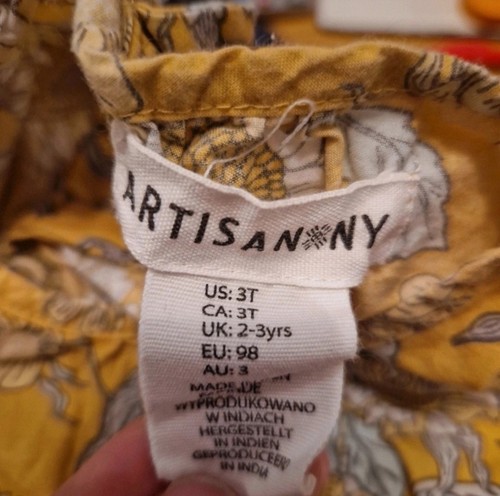 ARTISAN NY
US: 3T
CA: 3T
UK: 2-3yrs
EU: 98
AU: 3
MADE
WYPRODUKOWANO
W INDIACH
HERGESTELLT
IN INDIEN
GEPRODUCEERD
IN INDIA